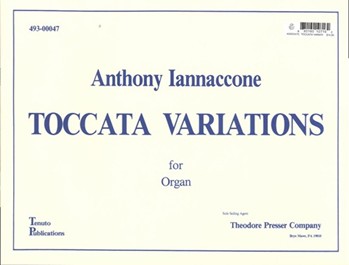 493-00047
Anthony Iannaccone
TOCCATA VARIATIONS
for
Organ
Tenuto
Publications
Sole Selling Agent:
Theodore Presser Company
Bryn Mawr, PA 19010